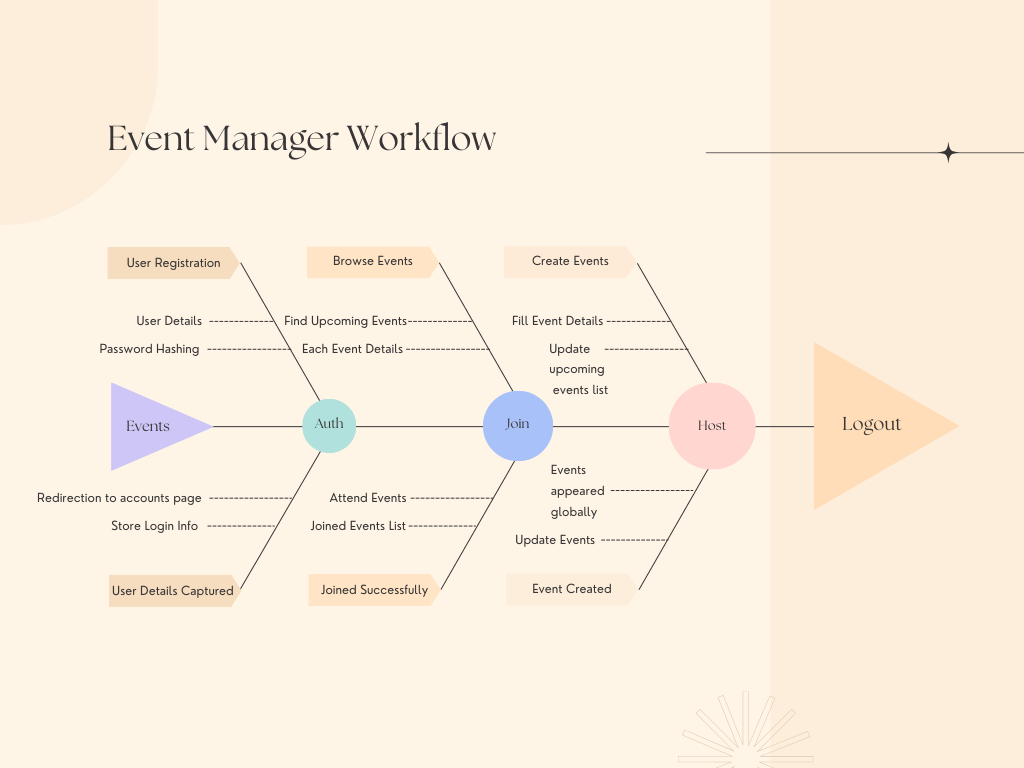 Event Manager Workflow
User Registration
Browse Events
Create Events
User Details
Find Upcoming Events
Fill Event Details
Password Hashing
Each Event Details
Update
upcoming
events list
Events
Auth
Join
Host
Logout
Events
appeared
globally
Redirection to accounts page
Attend Events
Store Login Info
Joined Events List
Update Events
User Details Captured
Joined Successfully
Event Created